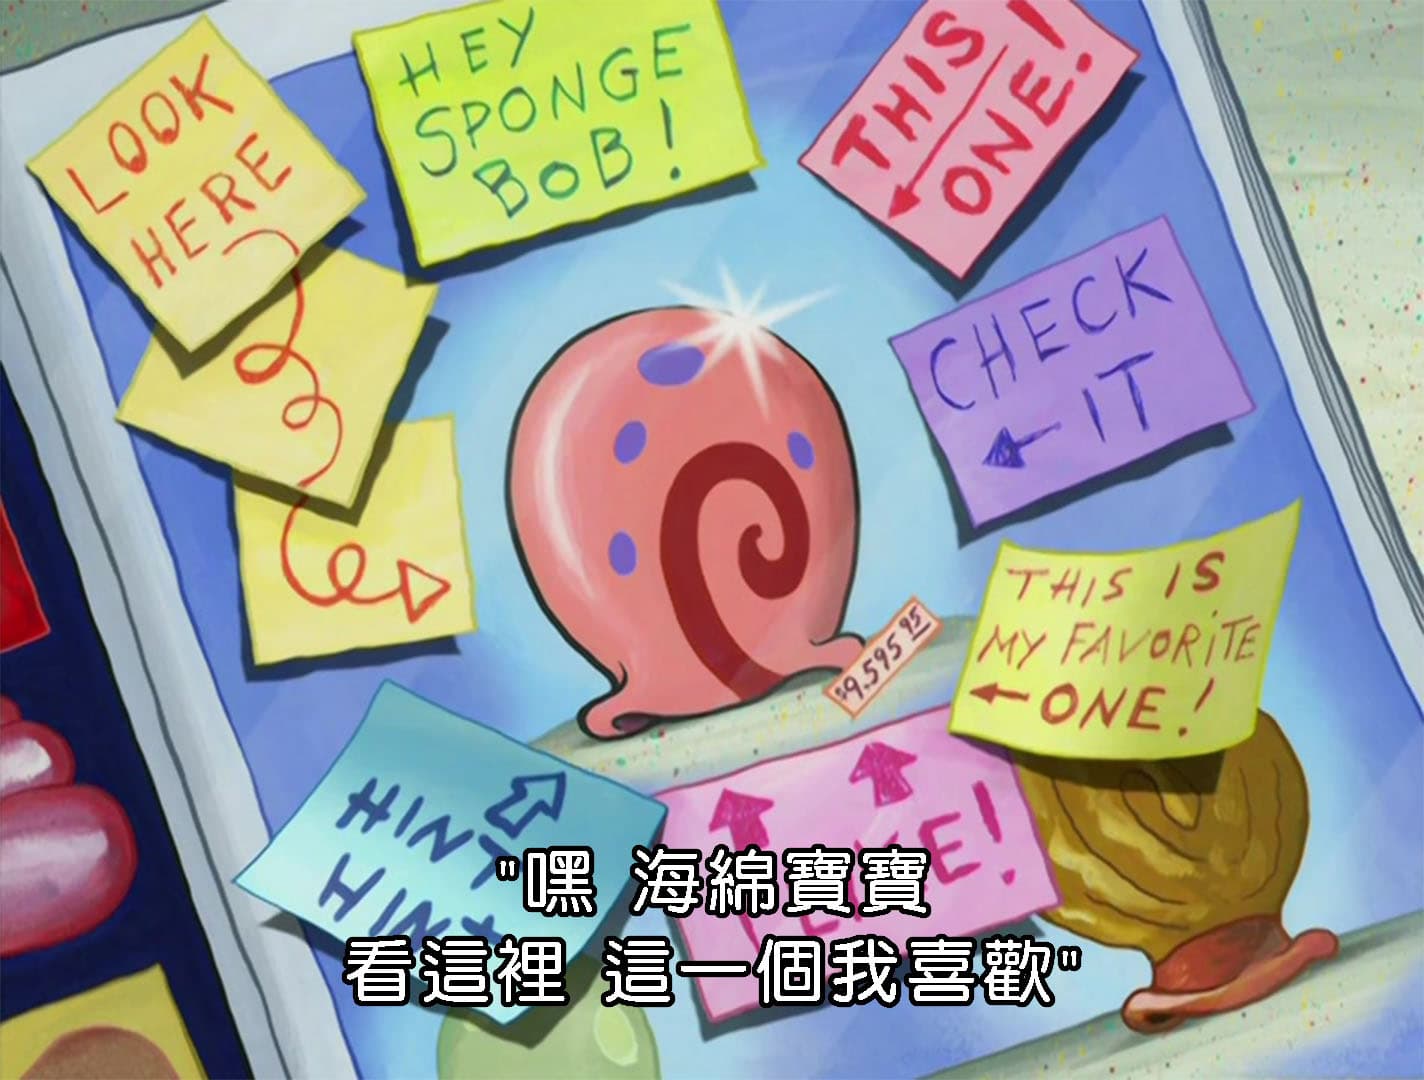 LOOK
HERE
HEY
SPONGE
BOB!
THIS
ONE!
CHECK
IT
$9.595 95
THIS IS
MY FAVORITE
ONE!
HINT
HINT
"嘿 海綿寶寶
看這裡 這一個我喜歡"